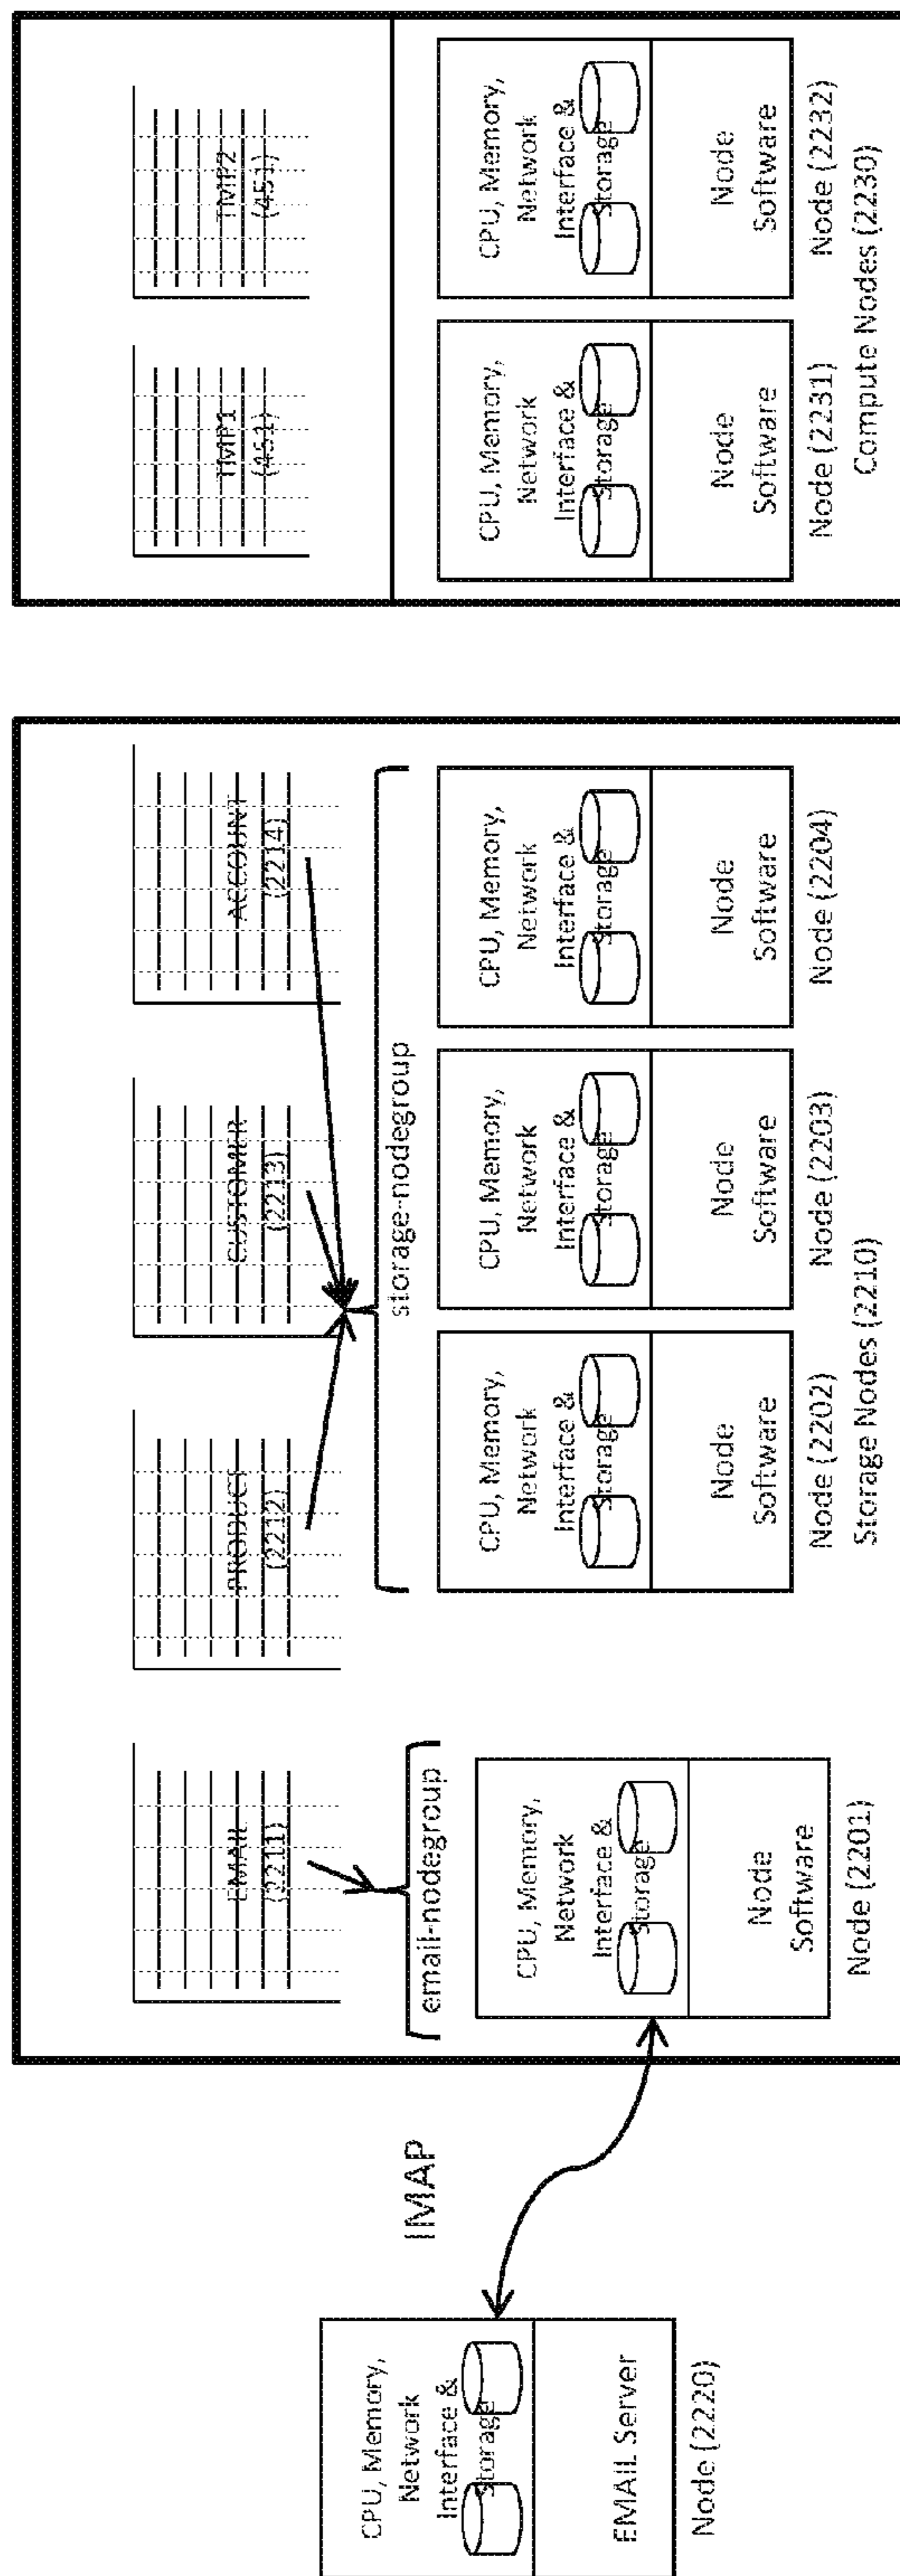 EMAIL
(2211)
PRODUCT
(2212)
CUSTOMER
(2213)
ACCOUNT
(2214)
TMP1
(451)
TMP2
(451)
email-nodegroup
storage-nodegroup
IMAP
CPU, Memory,
Network
Interface &
Storage
EMAIL Server
Node (2220)
CPU, Memory,
Network
Interface &
Storage
Node
Software
Node (2201)
CPU, Memory,
Network
Interface &
Storage
Node
Software
Node (2202)
CPU, Memory,
Network
Interface &
Storage
Node
Software
Node (2203)
CPU, Memory,
Network
Interface &
Storage
Node
Software
Node (2204)
Storage Nodes (2210)
CPU, Memory,
Network
Interface &
Storage
Node
Software
Node (2231)
CPU, Memory,
Network
Interface &
Storage
Node
Software
Node (2232)
Compute Nodes (2230)